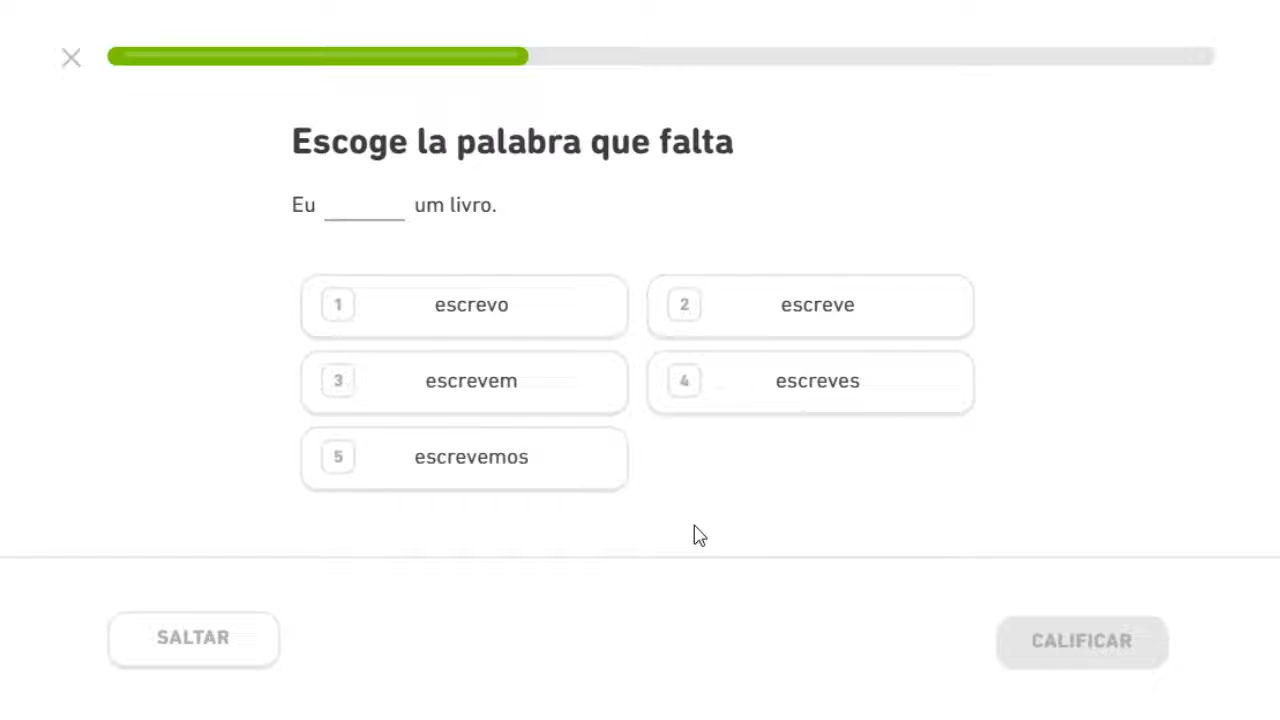 Escoge la palabra que falta
Eu ________ um livro.
1 escrevo
2 escreve
3 escrevem
4 escreves
5 escrevemos
SALTAR
CALIFICAR